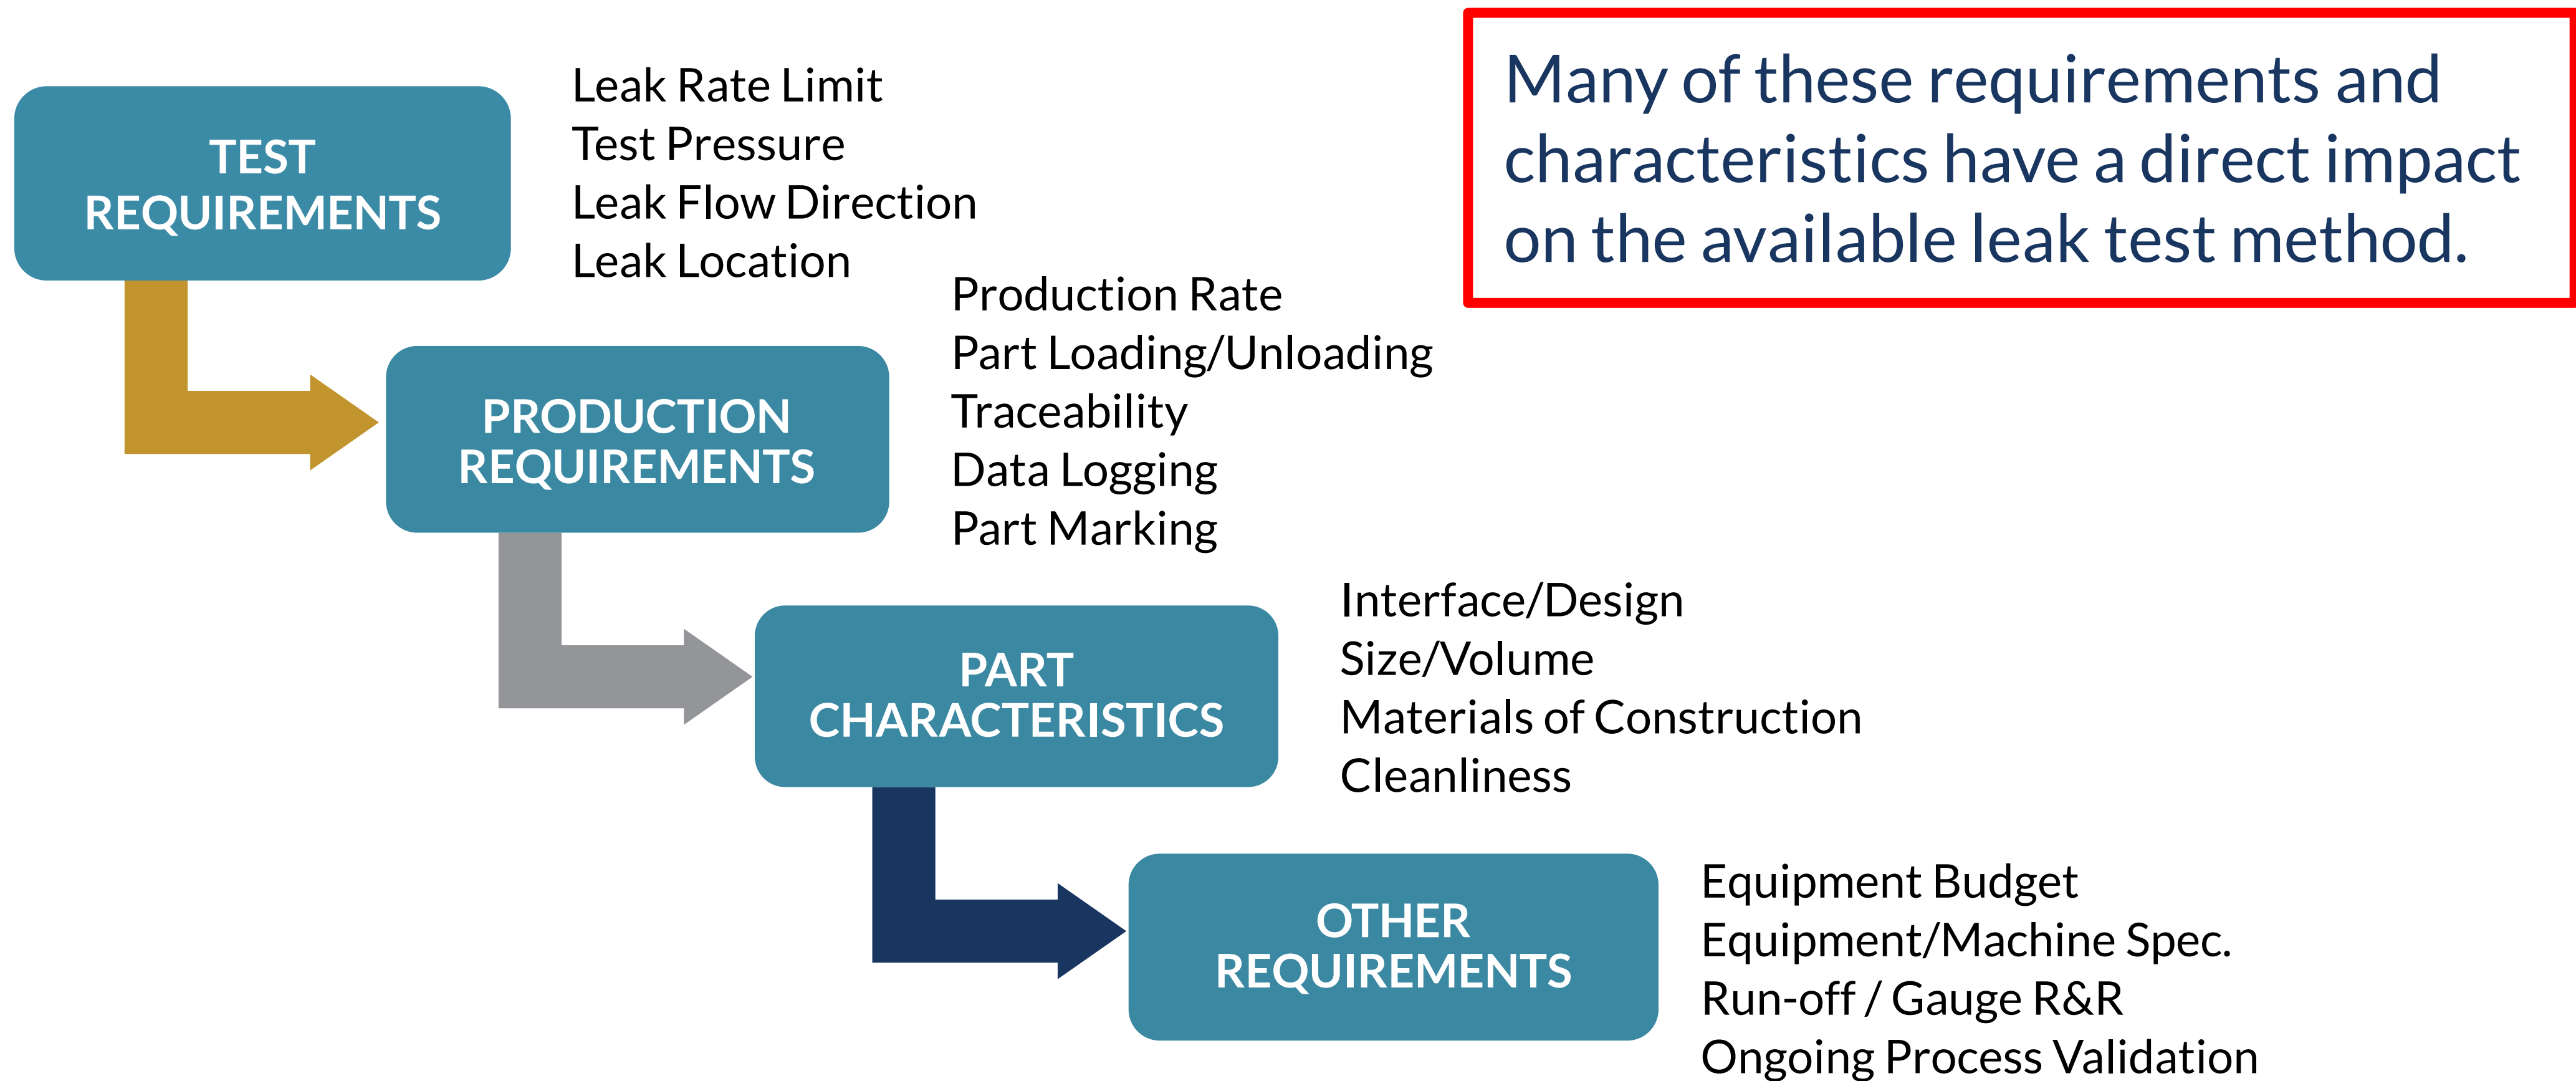 TEST
REQUIREMENTS
Leak Rate Limit
Test Pressure
Leak Flow Direction
Leak Location
Many of these requirements and
characteristics have a direct impact
on the available leak test method.
PRODUCTION
REQUIREMENTS
Production Rate
Part Loading/Unloading
Traceability
Data Logging
Part Marking
PART
CHARACTERISTICS
Interface/Design
Size/Volume
Materials of Construction
Cleanliness
OTHER
REQUIREMENTS
Equipment Budget
Equipment/Machine Spec.
Run-off / Gauge R&R
Ongoing Process Validation